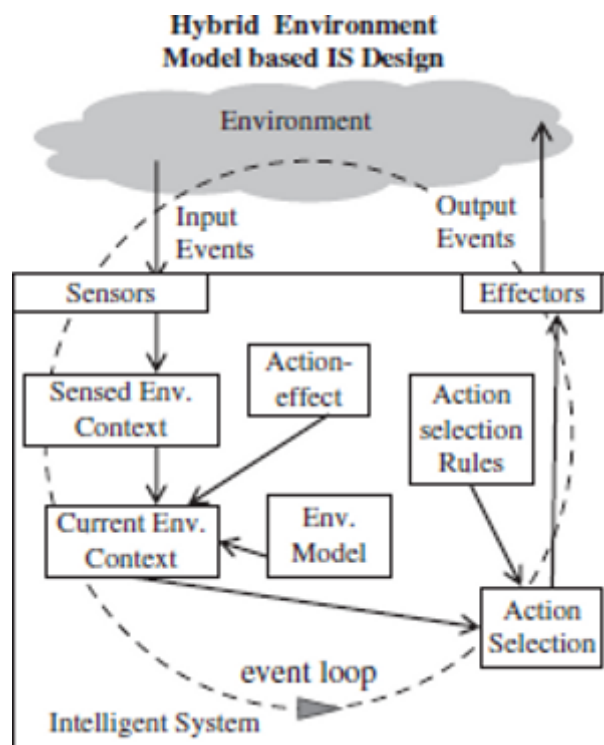 Hybrid Environment
Model based IS Design
Environment
Input
Events
Output
Events
Sensors
Effectors
Sensed Env.
Context
Action-
effect
Action
selection
Rules
Current Env.
Context
Env.
Model
Action
Selection
event loop
Intelligent System